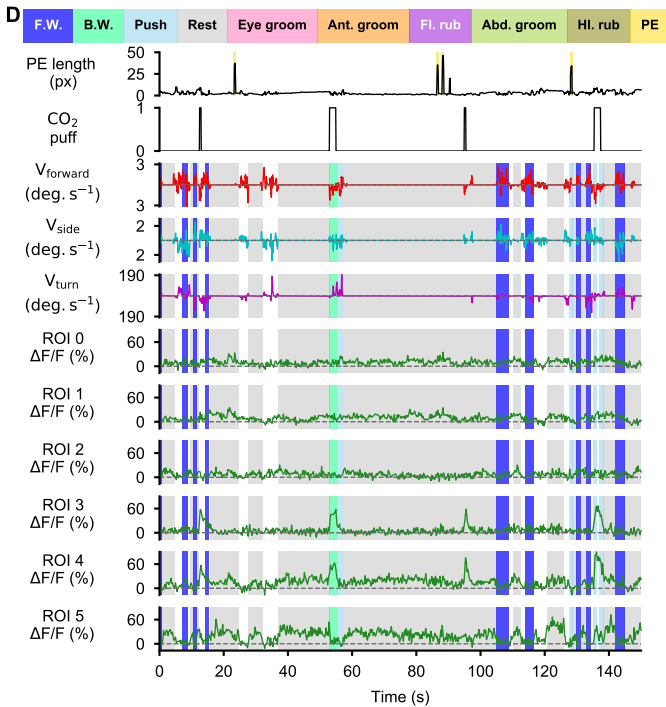 D
F.W. B.W. Push Rest Eye groom Ant. groom Fl. rub Abd. groom Hl. rub PE
PE length
(px)
50
25
0
CO₂
puff
1
0
V_forward
(deg. s⁻¹)
3
3
V_side
(deg. s⁻¹)
2
2
V_turn
(deg. s⁻¹)
190
190
ROI 0
ΔF/F (%)
60
0
ROI 1
ΔF/F (%)
60
0
ROI 2
ΔF/F (%)
60
0
ROI 3
ΔF/F (%)
60
0
ROI 4
ΔF/F (%)
60
0
ROI 5
ΔF/F (%)
60
0
0 20 40 60 80 100 120 140
Time (s)